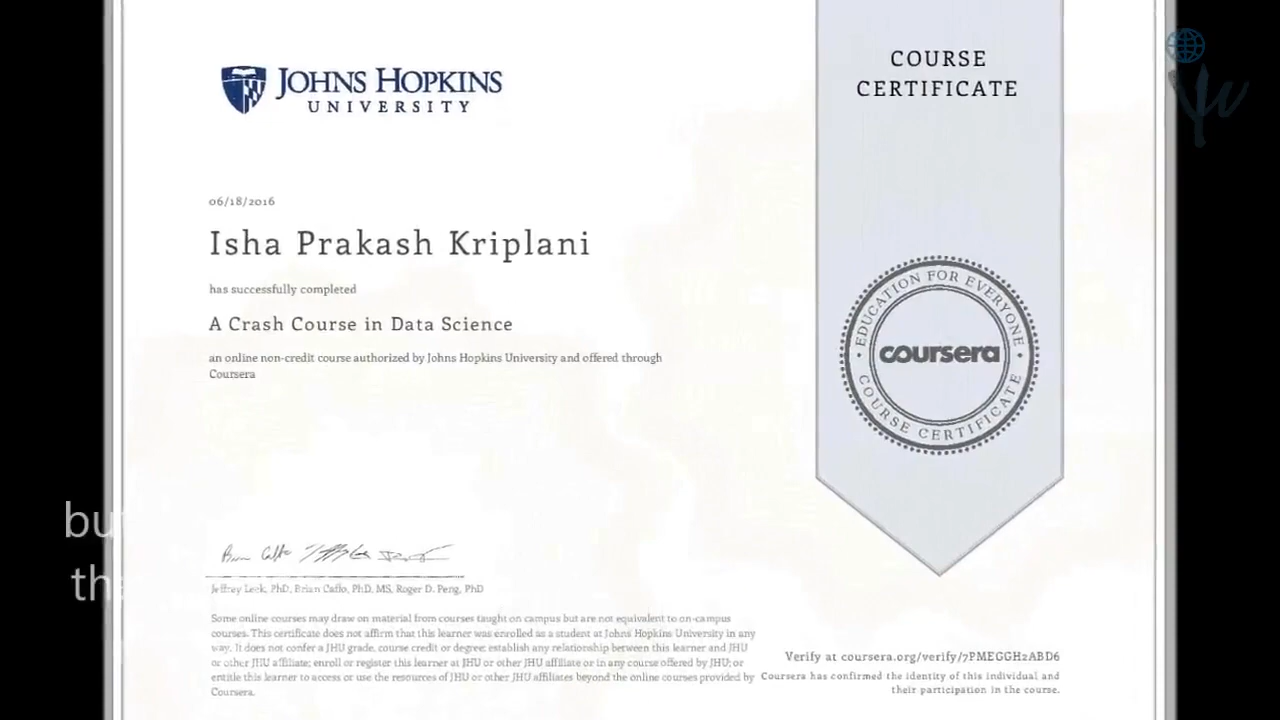 JOHNS HOPKINS
UNIVERSITY
COURSE
CERTIFICATE
06/18/2016
Isha Prakash Kriplani
has successfully completed
A Crash Course in Data Science
an online non-credit course authorized by Johns Hopkins University and offered through
Coursera
EDUCATION FOR EVERYONE
coursera
COURSE CERTIFICATE
Jeffrey Leek, PhD, Brian Caffo, PhD, MS, Roger D. Peng, PhD
Some online courses may draw on material from courses taught on campus but are not equivalent to on-campus
courses. This certificate does not affirm that this learner was enrolled as a student at Johns Hopkins University in any
way. It does not confer a JHU grade, course credit or degree; establish any relationship between this learner and JHU
or other JHU affiliate; enroll or register this learner at JHU or other JHU affiliate or in any course offered by JHU; or
entitle this learner to access or use the resources of JHU or other JHU affiliates beyond the online courses provided by
Coursera.
Verify at coursera.org/verify/7PMEGGH2ABD6
Coursera has confirmed the identity of this individual and
their participation in the course.